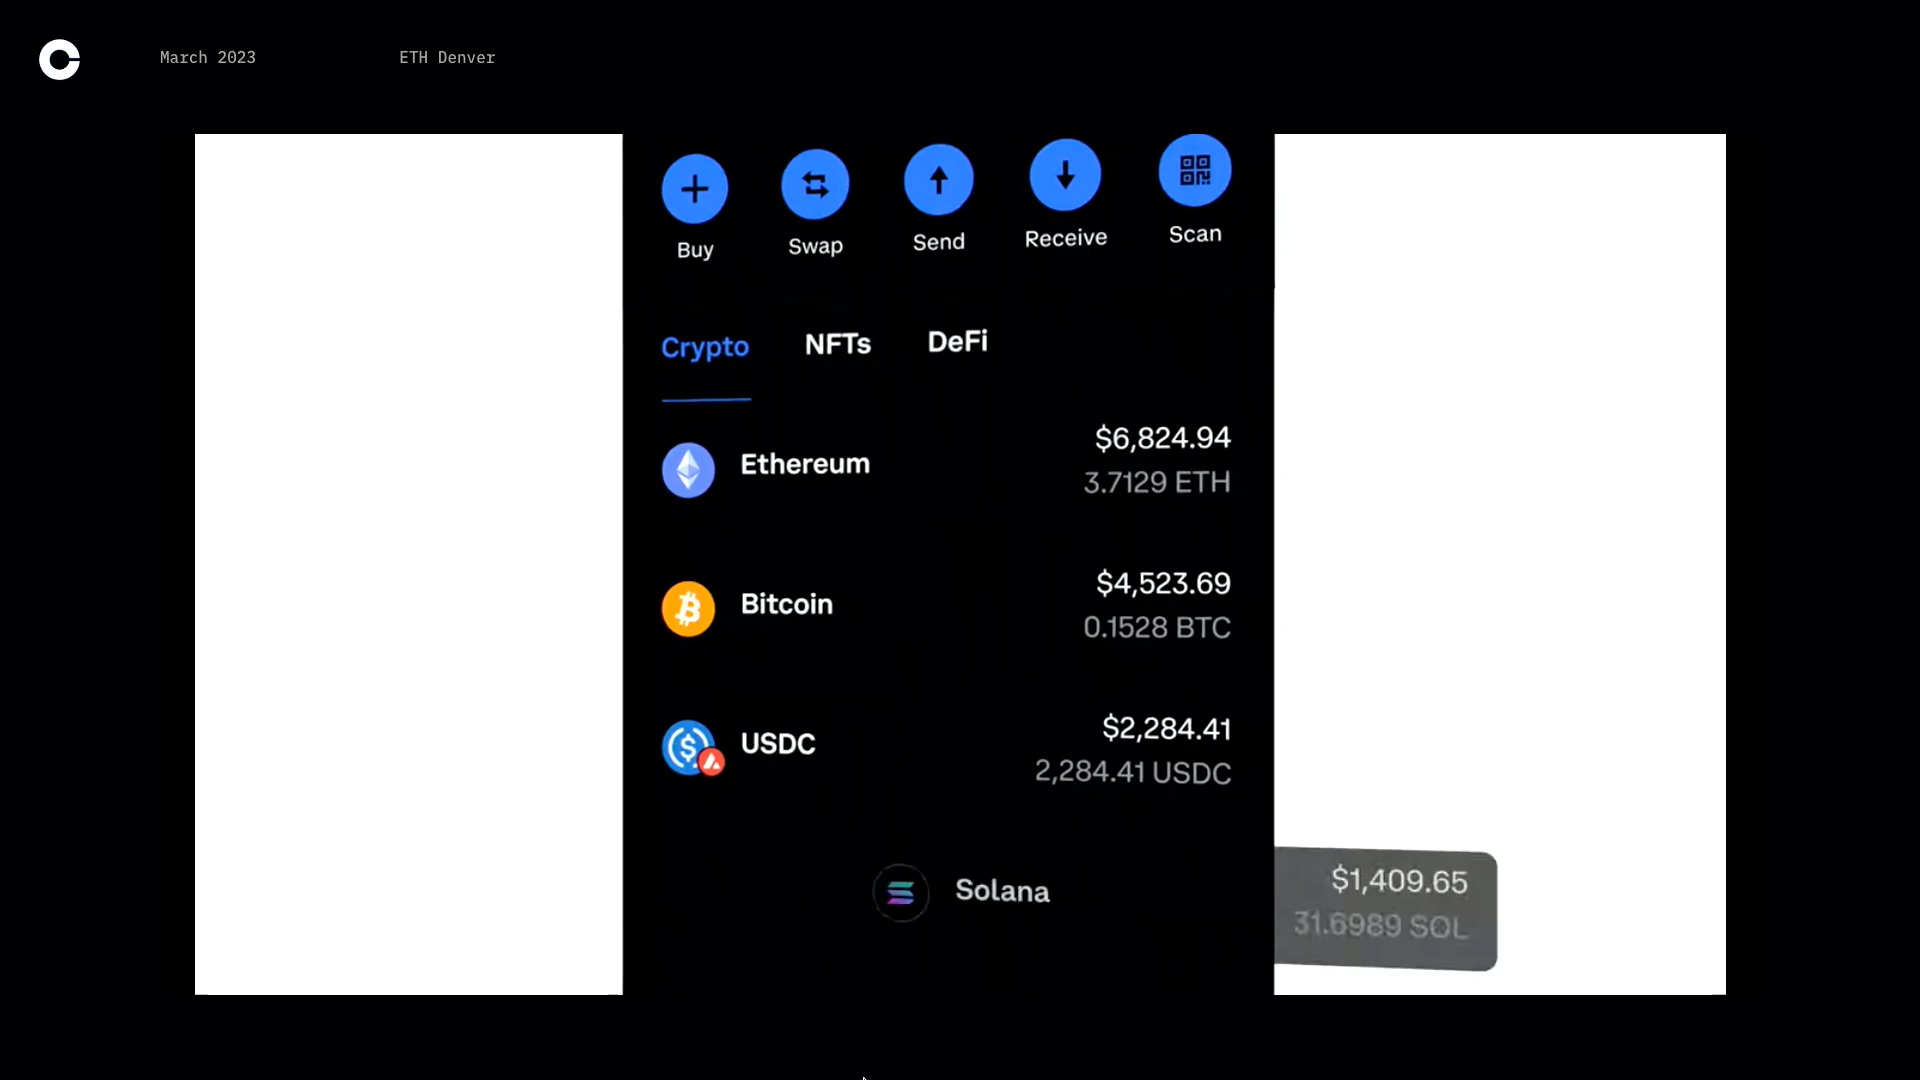 March 2023
ETH Denver
Buy
Swap
Send
Receive
Scan
Crypto
NFTs
DeFi
Ethereum
$6,824.94
3.7129 ETH
Bitcoin
$4,523.69
0.1528 BTC
USDC
$2,284.41
2,284.41 USDC
Solana
$1,409.65
31.6989 SOL